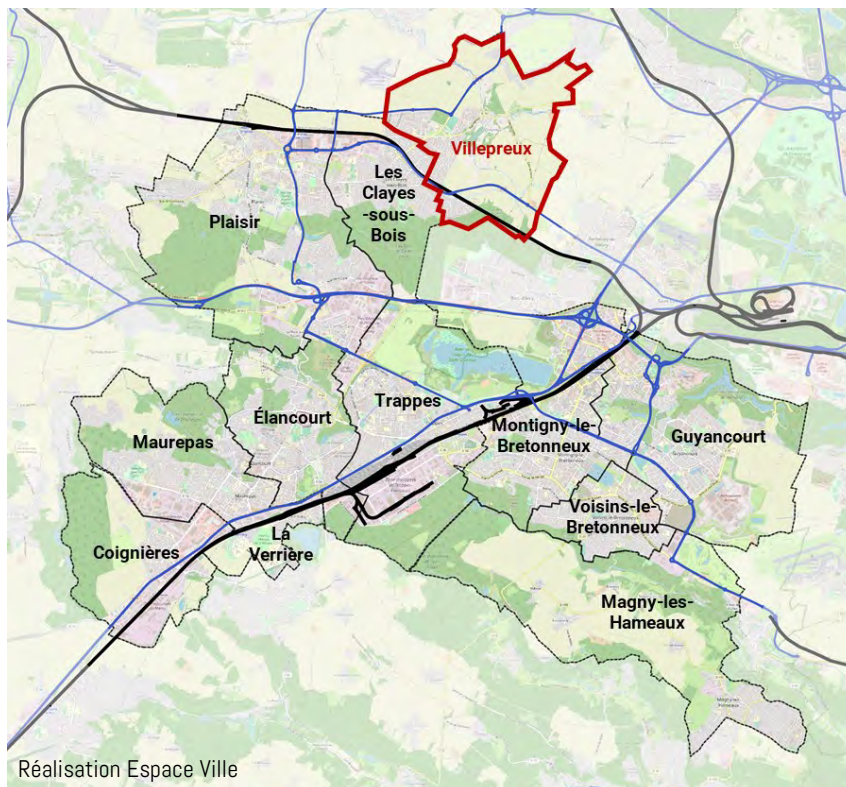 Villepreux
Les
Clayes
-sous-
Bois
Plaisir
Trappes
Élancourt
Maurepas
Montigny-le-
Bretonneux
Guyancourt
Voisins-le-
Bretonneux
Coignières
La
Verrière
Magny-les-
Hameaux
Réalisation Espace Ville